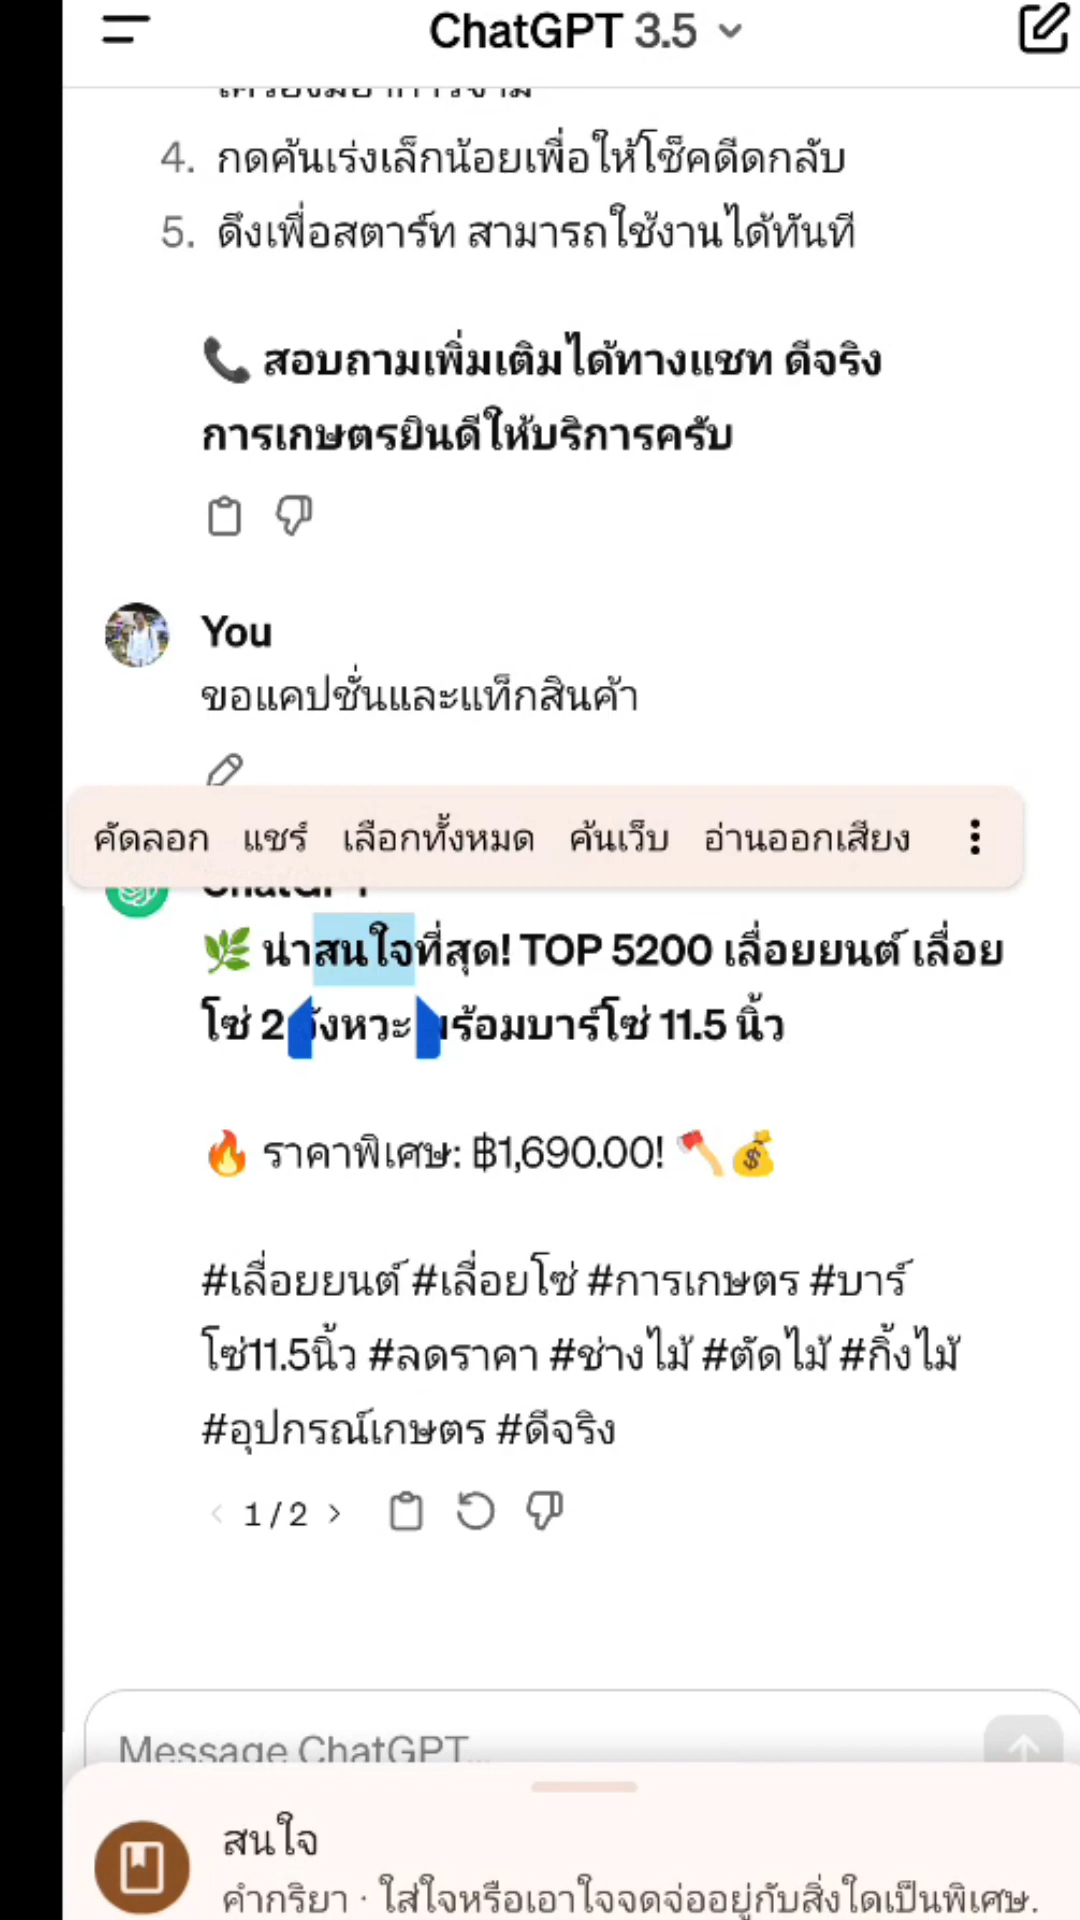 ChatGPT 3.5
4. กดค้นเร่งเล็กน้อยเพื่อให้โช็คดีดกลับ
5. ดึงเพื่อสตาร์ท สามารถใช้งานได้ทันที
📞 สอบถามเพิ่มเติมได้ทางแชท ดีจริง
การเกษตรยินดีให้บริการครับ
You
ขอแคปชั่นและแท็กสินค้า
คัดลอก แชร์ เลือกทั้งหมด ค้นเว็บ อ่านออกเสียง
ChatGPT
🌿 น่าสนใจที่สุด! TOP 5200 เลื่อยยนต์ เลื่อย
โซ่ 2 จังหวะ พร้อมบาร์โซ่ 11.5 นิ้ว
🔥 ราคาพิเศษ: ฿1,690.00! 🪓💰
#เลื่อยยนต์ #เลื่อยโซ่ #การเกษตร #บาร์
โซ่11.5นิ้ว #ลดราคา #ช่างไม้ #ตัดไม้ #กิ้งไม้
#อุปกรณ์เกษตร #ดีจริง
< 1 / 2 >
Message ChatGPT...
สนใจ
คำกริยา · ใส่ใจหรือเอาใจจดจ่ออยู่กับสิ่งใดเป็นพิเศษ.